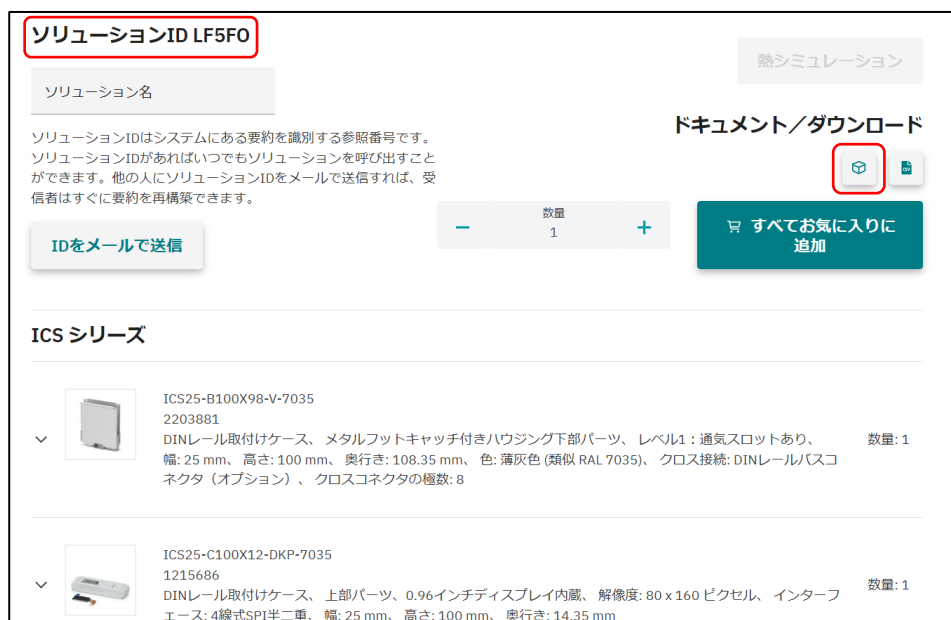 ソリューションID LF5FO
熱シミュレーション
ソリューション名
ドキュメント／ダウンロード
ソリューションIDはシステムにある要約を識別する参照番号です。
ソリューションIDがあればいつでもソリューションを呼び出すこと
ができます。他の人にソリューションIDをメールで送信すれば、受
信者はすぐに要約を再構築できます。
CSV
数量
− 1 +
すべてお気に入りに
追加
IDをメールで送信
ICS シリーズ
ICS25-B100X98-V-7035
2203881
DINレール取付けケース、 メタルフットキャッチ付きハウジング下部パーツ、 レベル1：通気スロットあり、
幅: 25 mm、 高さ: 100 mm、 奥行き: 108.35 mm、 色: 薄灰色 (類似 RAL 7035)、 クロス接続: DINレールバスコ
ネクタ（オプション）、 クロスコネクタの極数: 8
数量: 1
ICS25-C100X12-DKP-7035
1215686
DINレール取付けケース、 上部パーツ、0.96インチディスプレイ内蔵、 解像度: 80 x 160 ピクセル、 インターフ
ェース: 4線式SPI半二重、 幅: 25 mm、 高さ: 100 mm、 奥行き: 14.35 mm
数量: 1